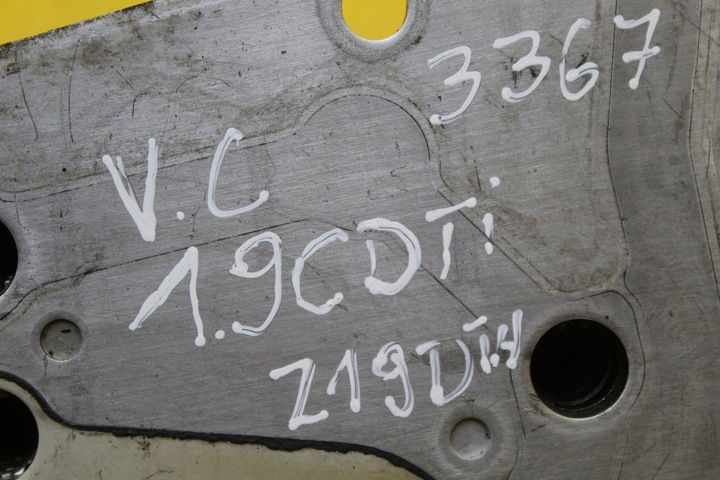 3367
V.C
1.9CDTi
Z19DTH